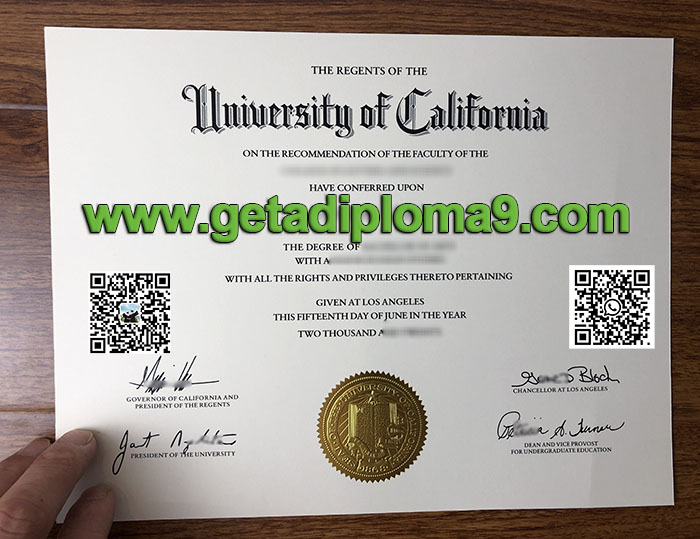 THE REGENTS OF THE
University of California
ON THE RECOMMENDATION OF THE FACULTY OF THE
HAVE CONFERRED UPON
www.getadiploma9.com
THE DEGREE OF
WITH A
WITH ALL THE RIGHTS AND PRIVILEGES THERETO PERTAINING
GIVEN AT LOS ANGELES
THIS FIFTEENTH DAY OF JUNE IN THE YEAR
TWO THOUSAND
GOVERNOR OF CALIFORNIA AND
PRESIDENT OF THE REGENTS
Block
CHANCELLOR AT LOS ANGELES
PRESIDENT OF THE UNIVERSITY
Turner
DEAN AND VICE PROVOST
FOR UNDERGRADUATE EDUCATION
1868